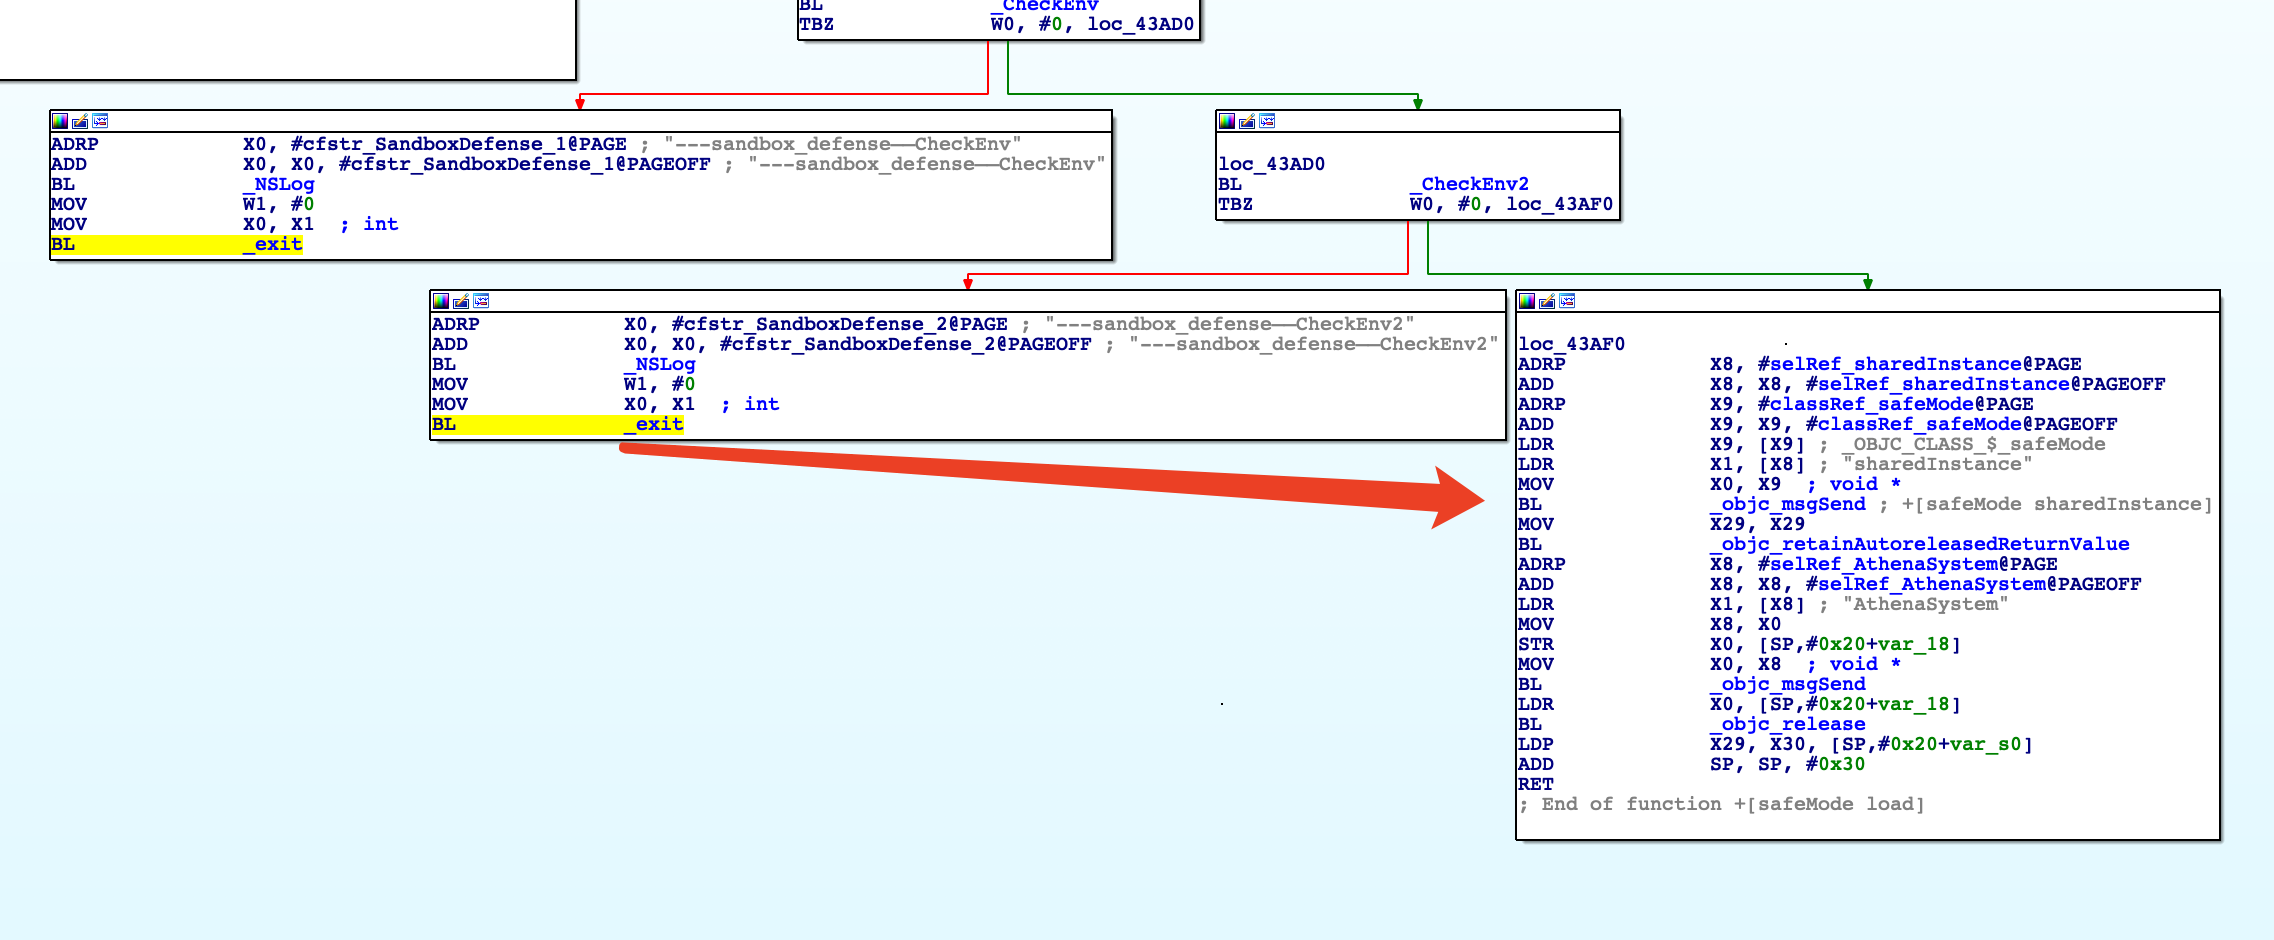 BL _CheckEnv
TBZ W0, #0, loc_43AD0
ADRP X0, #cfstr_SandboxDefense_1@PAGE ; "---sandbox_defense——CheckEnv"
ADD X0, X0, #cfstr_SandboxDefense_1@PAGEOFF ; "---sandbox_defense——CheckEnv"
BL _NSLog
MOV W1, #0
MOV X0, X1 ; int
BL _exit
loc_43AD0
BL _CheckEnv2
TBZ W0, #0, loc_43AF0
ADRP X0, #cfstr_SandboxDefense_2@PAGE ; "---sandbox_defense——CheckEnv2"
ADD X0, X0, #cfstr_SandboxDefense_2@PAGEOFF ; "---sandbox_defense——CheckEnv2"
BL _NSLog
MOV W1, #0
MOV X0, X1 ; int
BL _exit
loc_43AF0
ADRP X8, #selRef_sharedInstance@PAGE
ADD X8, X8, #selRef_sharedInstance@PAGEOFF
ADRP X9, #classRef_safeMode@PAGE
ADD X9, X9, #classRef_safeMode@PAGEOFF
LDR X9, [X9] ; _OBJC_CLASS_$_safeMode
LDR X1, [X8] ; "sharedInstance"
MOV X0, X9 ; void *
BL _objc_msgSend ; +[safeMode sharedInstance]
MOV X29, X29
BL _objc_retainAutoreleasedReturnValue
ADRP X8, #selRef_AthenaSystem@PAGE
ADD X8, X8, #selRef_AthenaSystem@PAGEOFF
LDR X1, [X8] ; "AthenaSystem"
MOV X8, X0
STR X0, [SP,#0x20+var_18]
MOV X0, X8 ; void *
BL _objc_msgSend
LDR X0, [SP,#0x20+var_18]
BL _objc_release
LDP X29, X30, [SP,#0x20+var_s0]
ADD SP, SP, #0x30
RET
; End of function +[safeMode load]